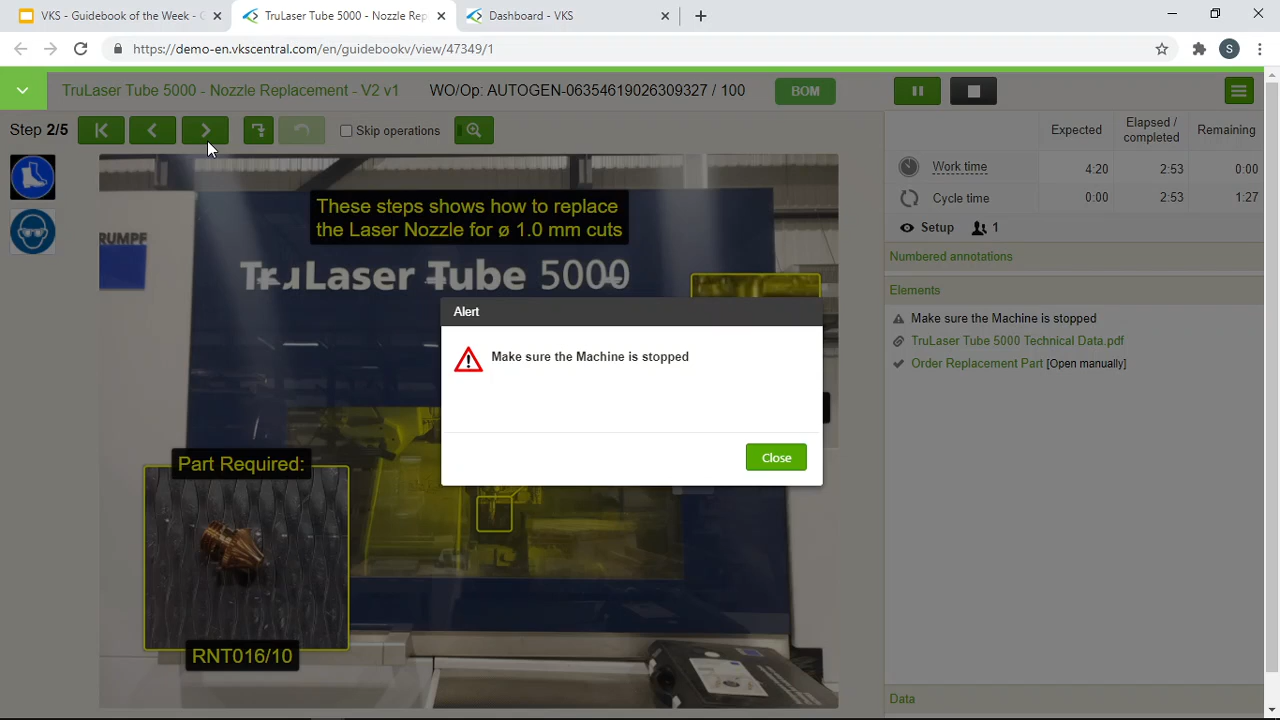 VKS - Guidebook of the Week - G
TruLaser Tube 5000 - Nozzle Rep
Dashboard - VKS
https://demo-en.vkscentral.com/en/guidebookv/view/47349/1
S
TruLaser Tube 5000 - Nozzle Replacement - V2 v1
WO/Op: AUTOGEN-06354619026309327 / 100
BOM
Step 2/5
Skip operations
Expected
Elapsed / completed
Remaining
Work time
4:20
2:53
0:00
Cycle time
0:00
2:53
1:27
Setup
1
Numbered annotations
Elements
Make sure the Machine is stopped
TruLaser Tube 5000 Technical Data.pdf
Order Replacement Part [Open manually]
Data
These steps shows how to replace
the Laser Nozzle for ø 1.0 mm cuts
TRUMPF
TruLaser Tube 5000
Alert
Make sure the Machine is stopped
Close
Part Required:
RNT016/10